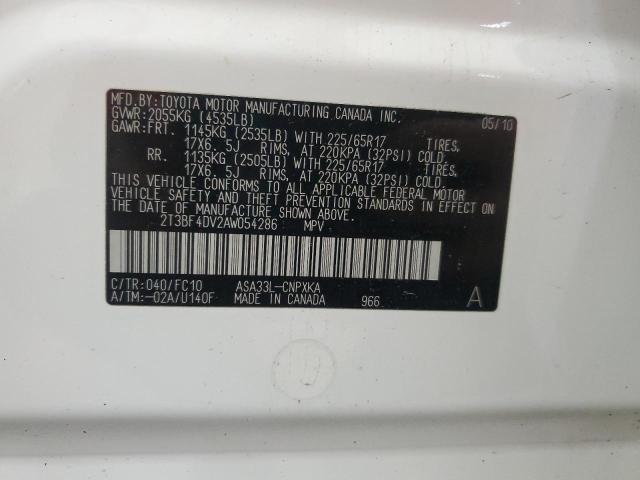 MFD.BY:TOYOTA MOTOR MANUFACTURING CANADA INC.
GVWR:2055KG (4535LB) 05/10
GAWR:FRT. 1145KG (2535LB) WITH 225/65R17 TIRES,
17X6.5J RIMS, AT 220KPA (32PSI) COLD.
RR. 1135KG (2505LB) WITH 225/65R17 TIRES,
17X6.5J RIMS, AT 220KPA (32PSI) COLD.
THIS VEHICLE CONFORMS TO ALL APPLICABLE FEDERAL MOTOR
VEHICLE SAFETY AND BUMPER STANDARDS IN EFFECT ON
THE DATE OF MANUFACTURE SHOWN ABOVE.
2T3BF4DV2AW054286 MPV
C/TR:040/FC10 ASA33L-CNPXKA
A/TM:-02A/U140F MADE IN CANADA 966 A